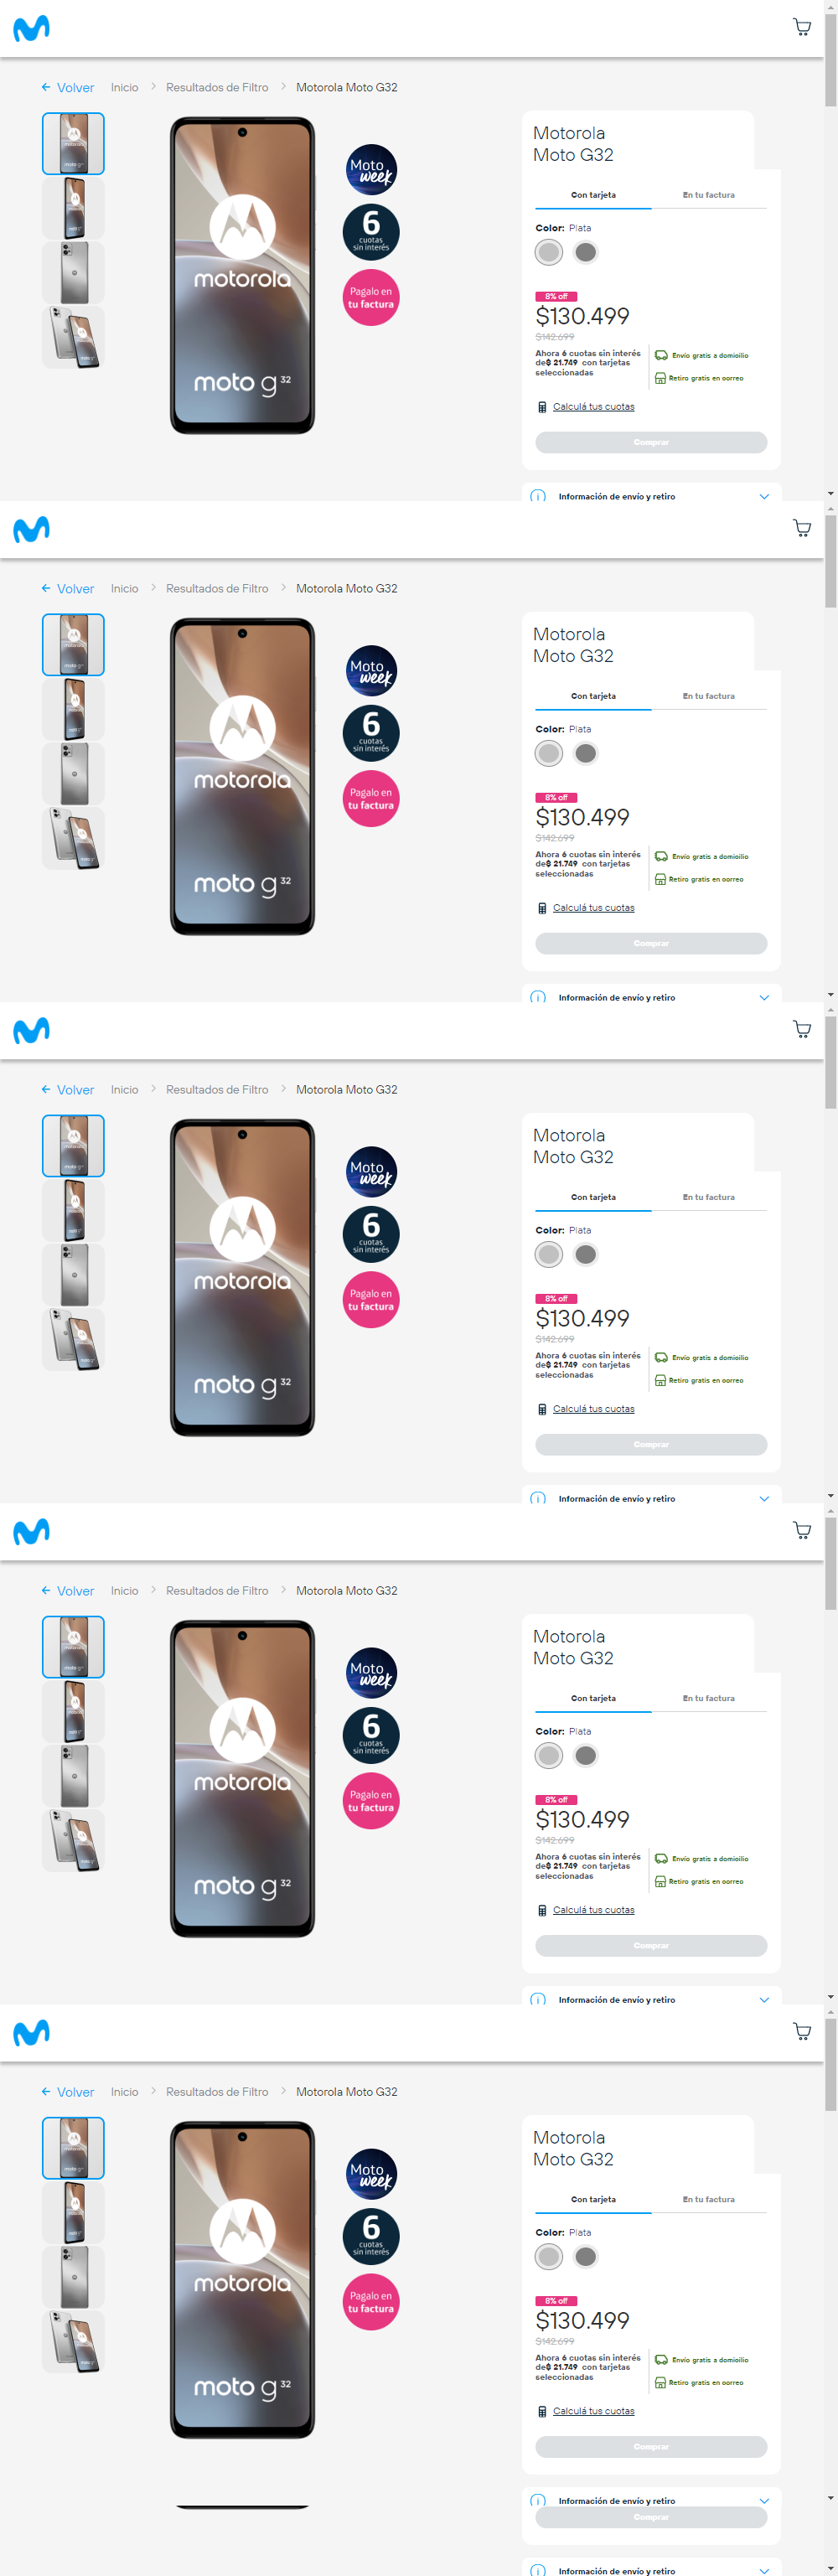 Volver Inicio Resultados de Filtro Motorola Moto G32
Motorola
Moto G32
Moto
week
6
cuotas
sin interés
Pagalo en
tu factura
motorola
moto g 32
Con tarjeta En tu factura
Color: Plata
8% off
$130.499
$142.699
Ahora 6 cuotas sin interés
de$ 21.749 con tarjetas
seleccionadas
Envío gratis a domicilio
Retiro gratis en correo
Calculá tus cuotas
Comprar
Información de envío y retiro
Volver Inicio Resultados de Filtro Motorola Moto G32
Motorola
Moto G32
Moto
week
6
cuotas
sin interés
Pagalo en
tu factura
motorola
moto g 32
Con tarjeta En tu factura
Color: Plata
8% off
$130.499
$142.699
Ahora 6 cuotas sin interés
de$ 21.749 con tarjetas
seleccionadas
Envío gratis a domicilio
Retiro gratis en correo
Calculá tus cuotas
Comprar
Información de envío y retiro
Volver Inicio Resultados de Filtro Motorola Moto G32
Motorola
Moto G32
Moto
week
6
cuotas
sin interés
Pagalo en
tu factura
motorola
moto g 32
Con tarjeta En tu factura
Color: Plata
8% off
$130.499
$142.699
Ahora 6 cuotas sin interés
de$ 21.749 con tarjetas
seleccionadas
Envío gratis a domicilio
Retiro gratis en correo
Calculá tus cuotas
Comprar
Información de envío y retiro
Volver Inicio Resultados de Filtro Motorola Moto G32
Motorola
Moto G32
Moto
week
6
cuotas
sin interés
Pagalo en
tu factura
motorola
moto g 32
Con tarjeta En tu factura
Color: Plata
8% off
$130.499
$142.699
Ahora 6 cuotas sin interés
de$ 21.749 con tarjetas
seleccionadas
Envío gratis a domicilio
Retiro gratis en correo
Calculá tus cuotas
Comprar
Información de envío y retiro
Volver Inicio Resultados de Filtro Motorola Moto G32
Motorola
Moto G32
Moto
week
6
cuotas
sin interés
Pagalo en
tu factura
motorola
moto g 32
Con tarjeta En tu factura
Color: Plata
8% off
$130.499
$142.699
Ahora 6 cuotas sin interés
de$ 21.749 con tarjetas
seleccionadas
Envío gratis a domicilio
Retiro gratis en correo
Calculá tus cuotas
Comprar
Información de envío y retiro
Comprar
Información de envío y retiro